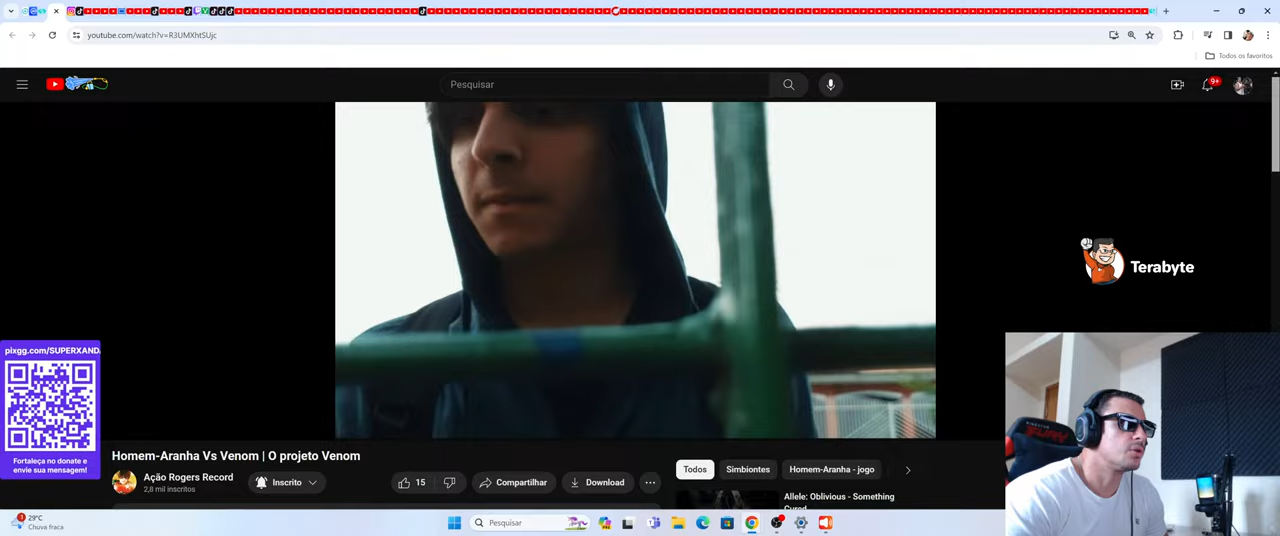 youtube.com/watch?v=R3UMXhtSUjc
Todos os favoritos
Pesquisar
9+
Terabyte
pixgg.com/SUPERXAND
Fortaleça no donate e
envie sua mensagem!
Homem-Aranha Vs Venom | O projeto Venom
Ação Rogers Record
2,8 mil inscritos
Inscrito
15
Compartilhar
Download
Todos
Simbiontes
Homem-Aranha - jogo
Allele: Oblivious - Something
29°C
Chuva fraca
Pesquisar